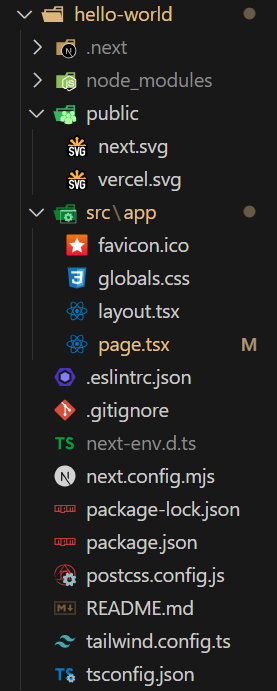 hello-world
.next
node_modules
public
next.svg
vercel.svg
src\app
favicon.ico
globals.css
layout.tsx
page.tsx M
.eslintrc.json
.gitignore
TS next-env.d.ts
next.config.mjs
package-lock.json
package.json
postcss.config.js
README.md
tailwind.config.ts
TS tsconfig.json